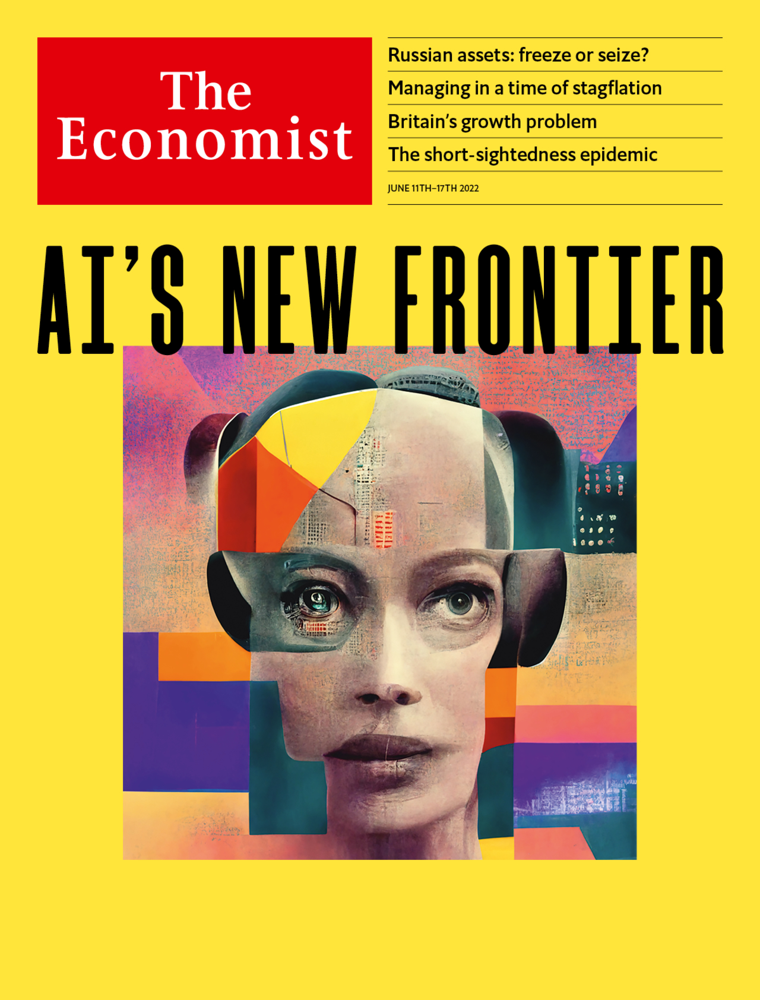 The
Economist
Russian assets: freeze or seize?
Managing in a time of stagflation
Britain’s growth problem
The short-sightedness epidemic
JUNE 11TH–17TH 2022
AI’S NEW FRONTIER